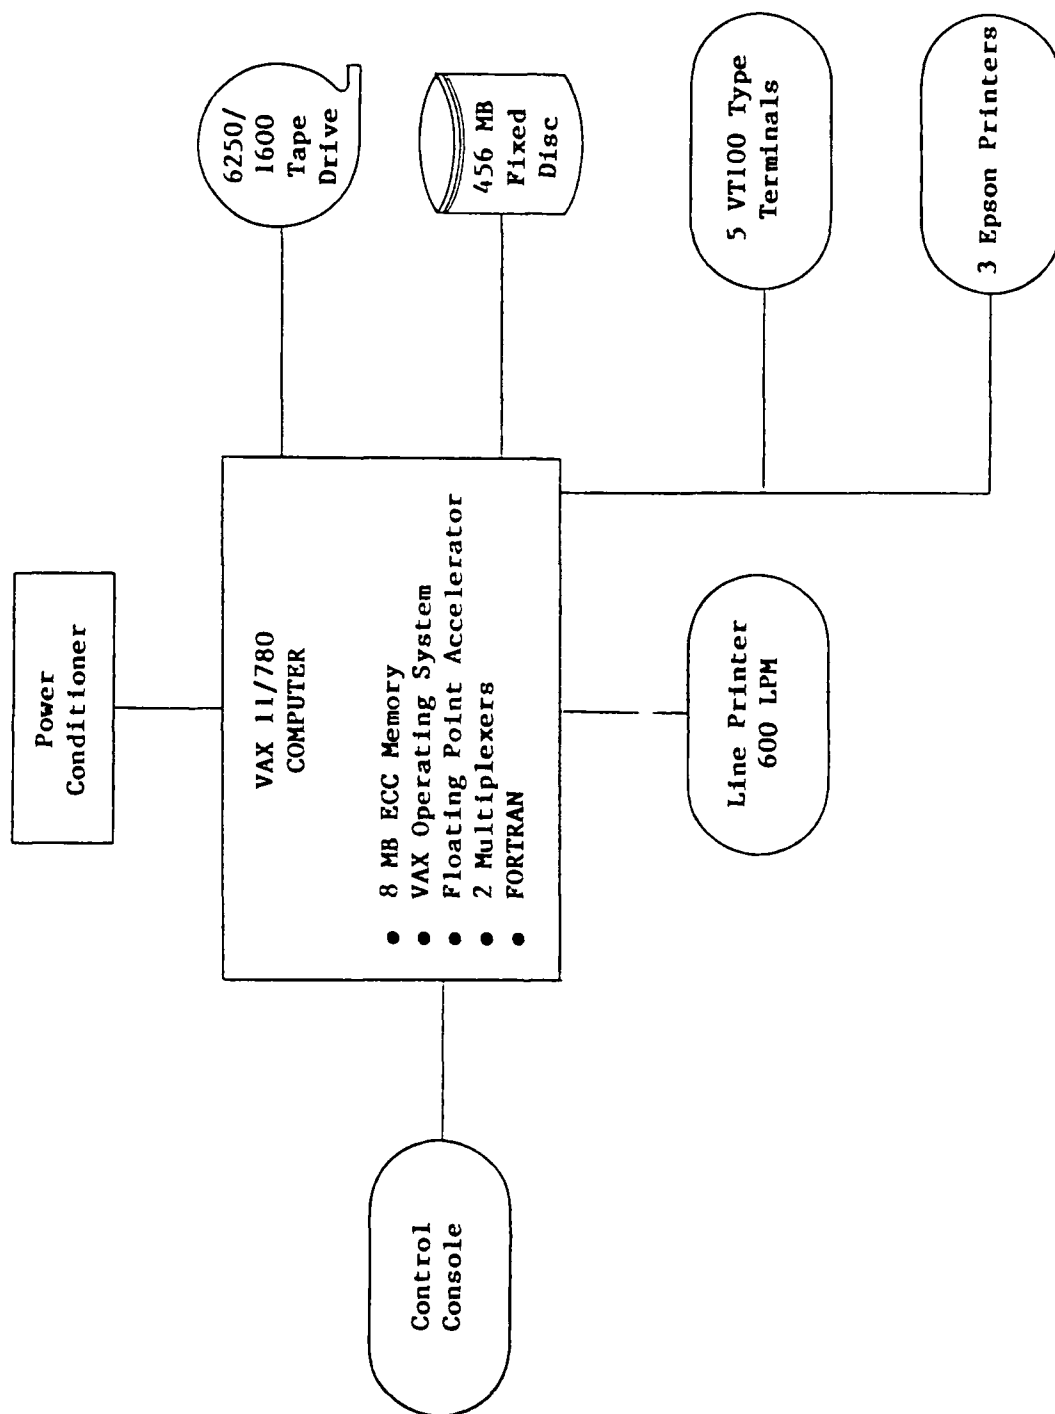 Power
Conditioner
VAX 11/780
COMPUTER
● 8 MB ECC Memory
● VAX Operating System
● Floating Point Accelerator
● 2 Multiplexers
● FORTRAN
Control
Console
6250/
1600
Tape
Drive
456 MB
Fixed
Disc
Line Printer
600 LPM
5 VT100 Type
Terminals
3 Epson Printers